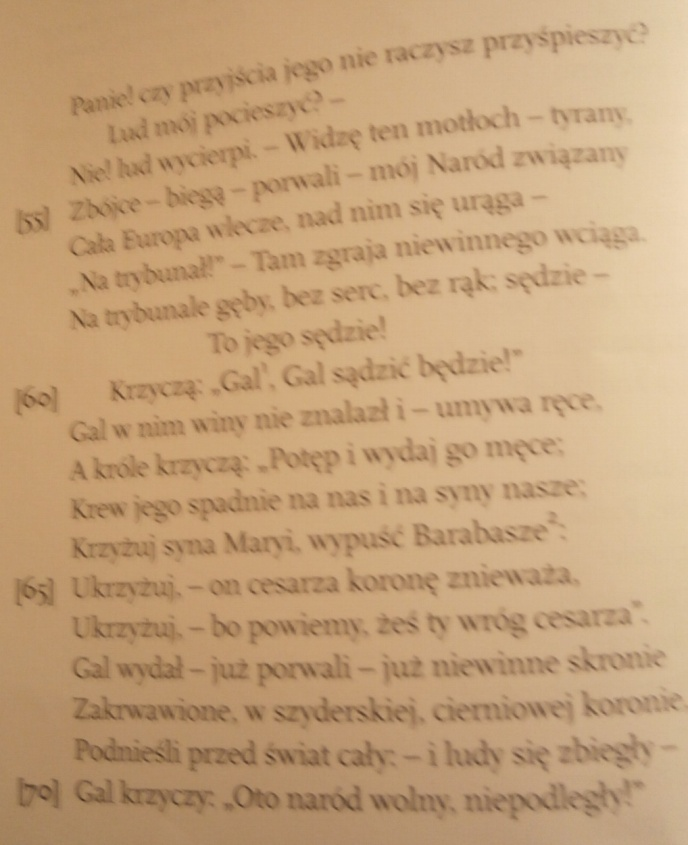 Panie! czy przyjścia jego nie raczysz przyśpieszyć?
Lud mój pocieszyć? –
Nie! lud wycierpi. – Widzę ten motłoch – tyrany,
[55] Zbójce – biegą – porwali – mój Naród związany
Cała Europa wlecze, nad nim się urąga –
„Na trybunał!” – Tam zgraja niewinnego wciąga.
Na trybunale gęby, bez serc, bez rąk; sędzie –
To jego sędzie!
[60] Krzyczą: „Gal¹, Gal sądzić będzie!”
Gal w nim winy nie znalazł i – umywa ręce,
A króle krzyczą: „Potęp i wydaj go męce;
Krew jego spadnie na nas i na syny nasze;
Krzyżuj syna Maryi, wypuść Barabasze²:
[65] Ukrzyżuj, – on cesarza koronę znieważa,
Ukrzyżuj, – bo powiemy, żeś ty wróg cesarza”.
Gal wydał – już porwali – już niewinne skronie
Zakrwawione, w szyderskiej, cierniowej koronie,
Podnieśli przed świat cały: – i ludy się zbiegły –
[70] Gal krzyczy: „Oto naród wolny, niepodległy!”